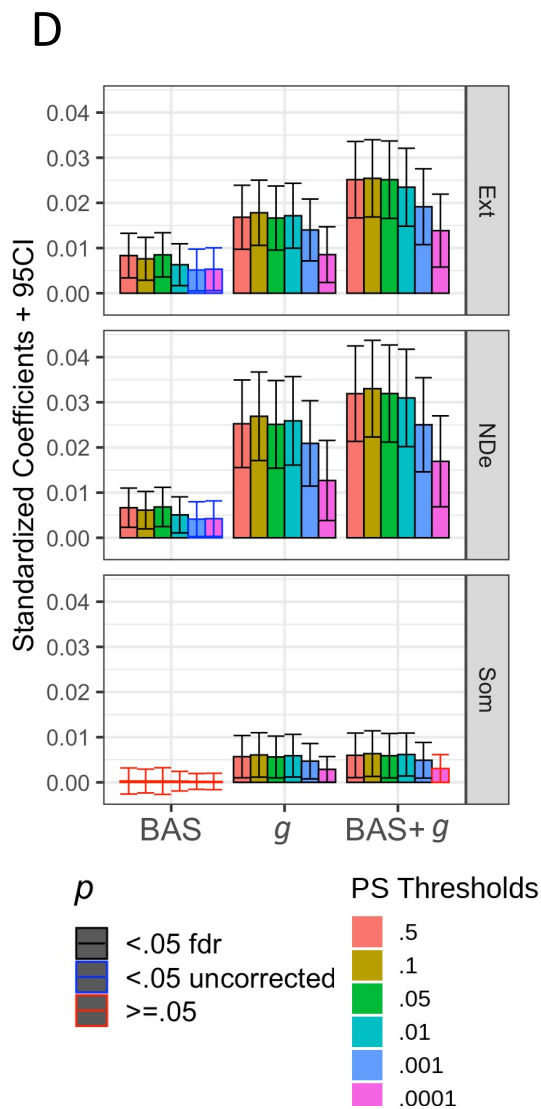 D
Standardized Coefficients + 95CI
0.04
0.03
0.02
0.01
0.00
Ext
0.04
0.03
0.02
0.01
0.00
NDe
0.04
0.03
0.02
0.01
0.00
Som
BAS g BAS+ g
p
<.05 fdr
<.05 uncorrected
>=.05
PS Thresholds
.5
.1
.05
.01
.001
.0001